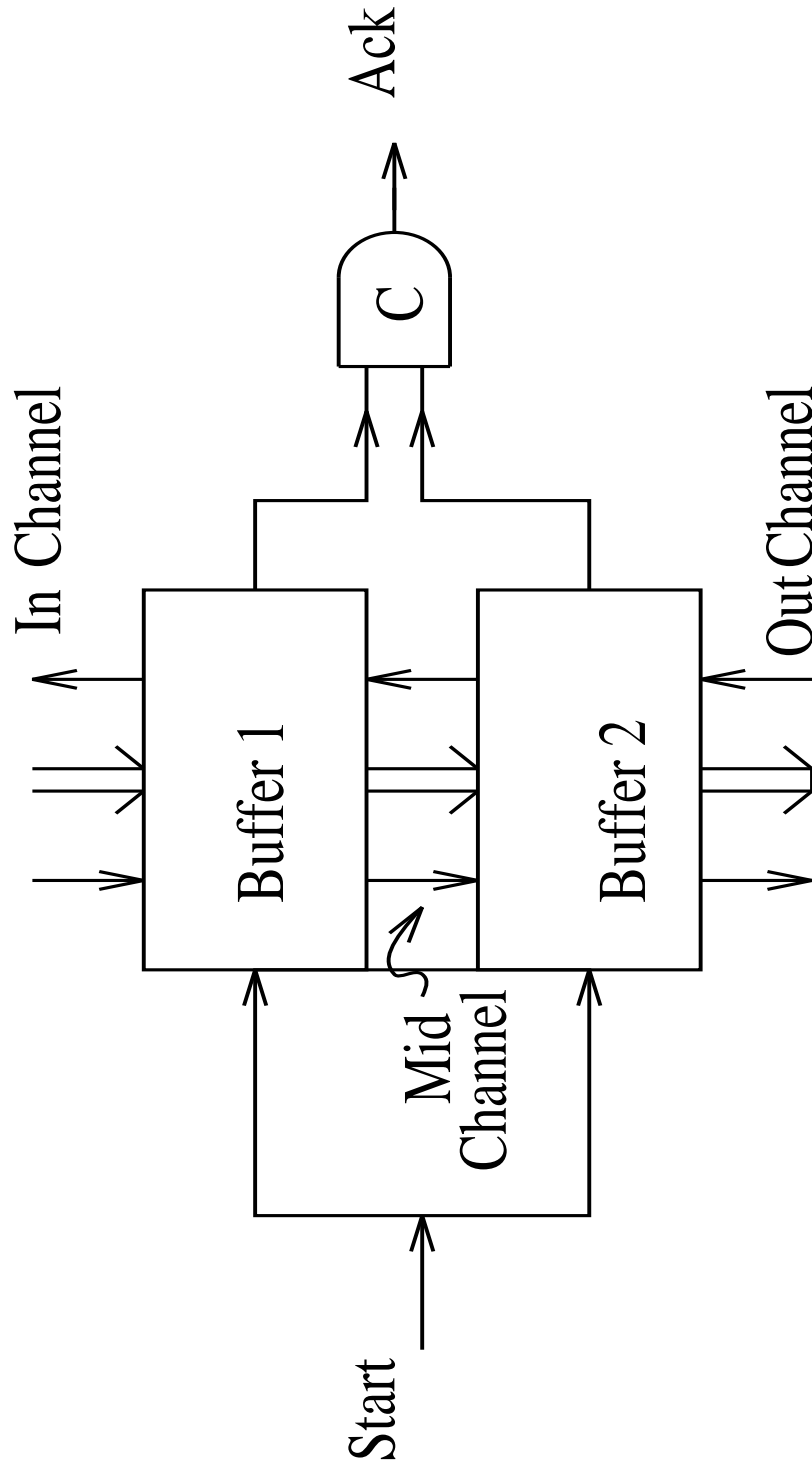 Start
In Channel
Buffer 1
Mid
Channel
Buffer 2
Out Channel
C
Ack